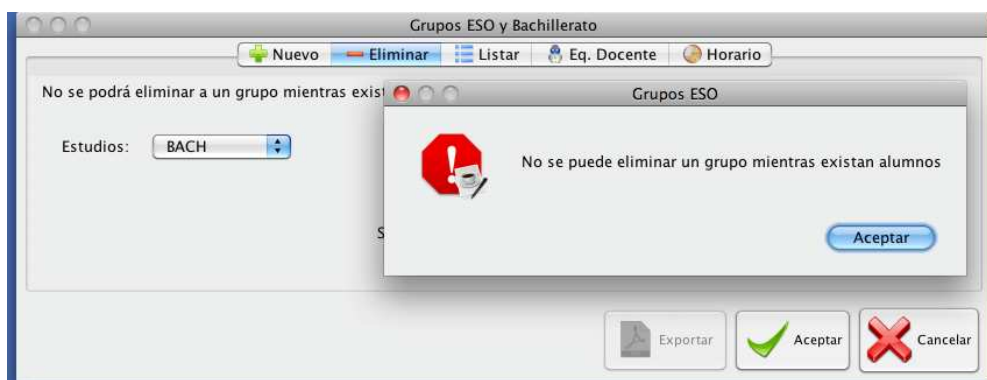 Grupos ESO y Bachillerato
Nuevo Eliminar Listar Eq. Docente Horario
No se podrá eliminar a un grupo mientras
Grupos ESO
Estudios: BACH
No se puede eliminar un grupo mientras existan alumnos
Aceptar
Exportar Aceptar Cancelar